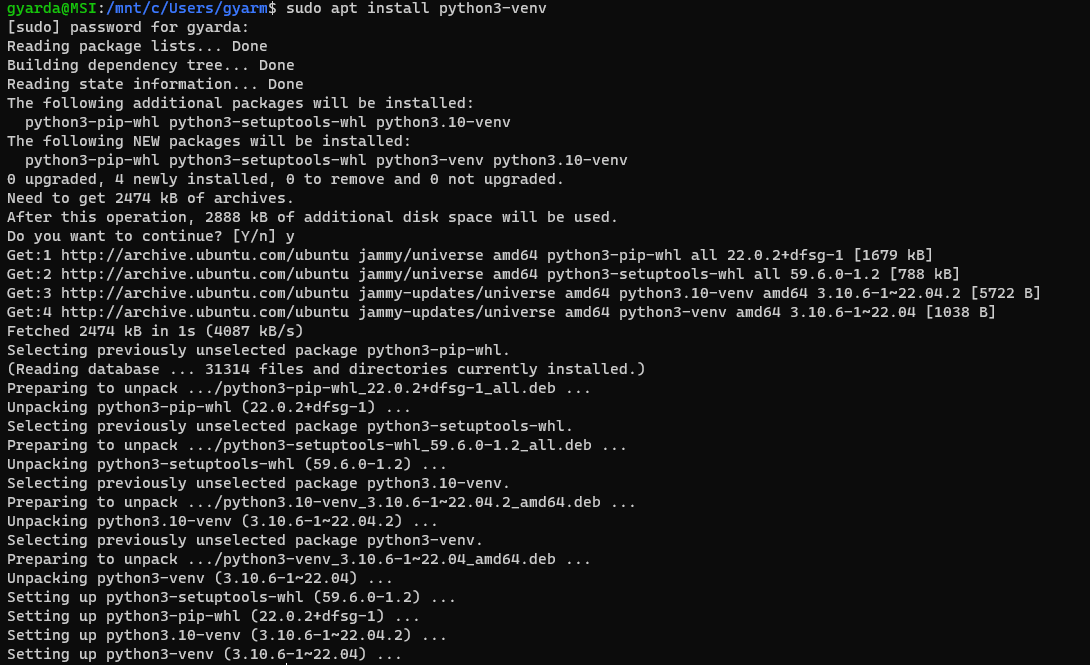 gyarda@MSI:/mnt/c/Users/gyarm$ sudo apt install python3-venv
[sudo] password for gyarda:
Reading package lists... Done
Building dependency tree... Done
Reading state information... Done
The following additional packages will be installed:
  python3-pip-whl python3-setuptools-whl python3.10-venv
The following NEW packages will be installed:
  python3-pip-whl python3-setuptools-whl python3-venv python3.10-venv
0 upgraded, 4 newly installed, 0 to remove and 0 not upgraded.
Need to get 2474 kB of archives.
After this operation, 2888 kB of additional disk space will be used.
Do you want to continue? [Y/n] y
Get:1 http://archive.ubuntu.com/ubuntu jammy/universe amd64 python3-pip-whl all 22.0.2+dfsg-1 [1679 kB]
Get:2 http://archive.ubuntu.com/ubuntu jammy/universe amd64 python3-setuptools-whl all 59.6.0-1.2 [788 kB]
Get:3 http://archive.ubuntu.com/ubuntu jammy-updates/universe amd64 python3.10-venv amd64 3.10.6-1~22.04.2 [5722 B]
Get:4 http://archive.ubuntu.com/ubuntu jammy-updates/universe amd64 python3-venv amd64 3.10.6-1~22.04 [1038 B]
Fetched 2474 kB in 1s (4087 kB/s)
Selecting previously unselected package python3-pip-whl.
(Reading database ... 31314 files and directories currently installed.)
Preparing to unpack .../python3-pip-whl_22.0.2+dfsg-1_all.deb ...
Unpacking python3-pip-whl (22.0.2+dfsg-1) ...
Selecting previously unselected package python3-setuptools-whl.
Preparing to unpack .../python3-setuptools-whl_59.6.0-1.2_all.deb ...
Unpacking python3-setuptools-whl (59.6.0-1.2) ...
Selecting previously unselected package python3.10-venv.
Preparing to unpack .../python3.10-venv_3.10.6-1~22.04.2_amd64.deb ...
Unpacking python3.10-venv (3.10.6-1~22.04.2) ...
Selecting previously unselected package python3-venv.
Preparing to unpack .../python3-venv_3.10.6-1~22.04_amd64.deb ...
Unpacking python3-venv (3.10.6-1~22.04) ...
Setting up python3-setuptools-whl (59.6.0-1.2) ...
Setting up python3-pip-whl (22.0.2+dfsg-1) ...
Setting up python3.10-venv (3.10.6-1~22.04.2) ...
Setting up python3-venv (3.10.6-1~22.04) ...